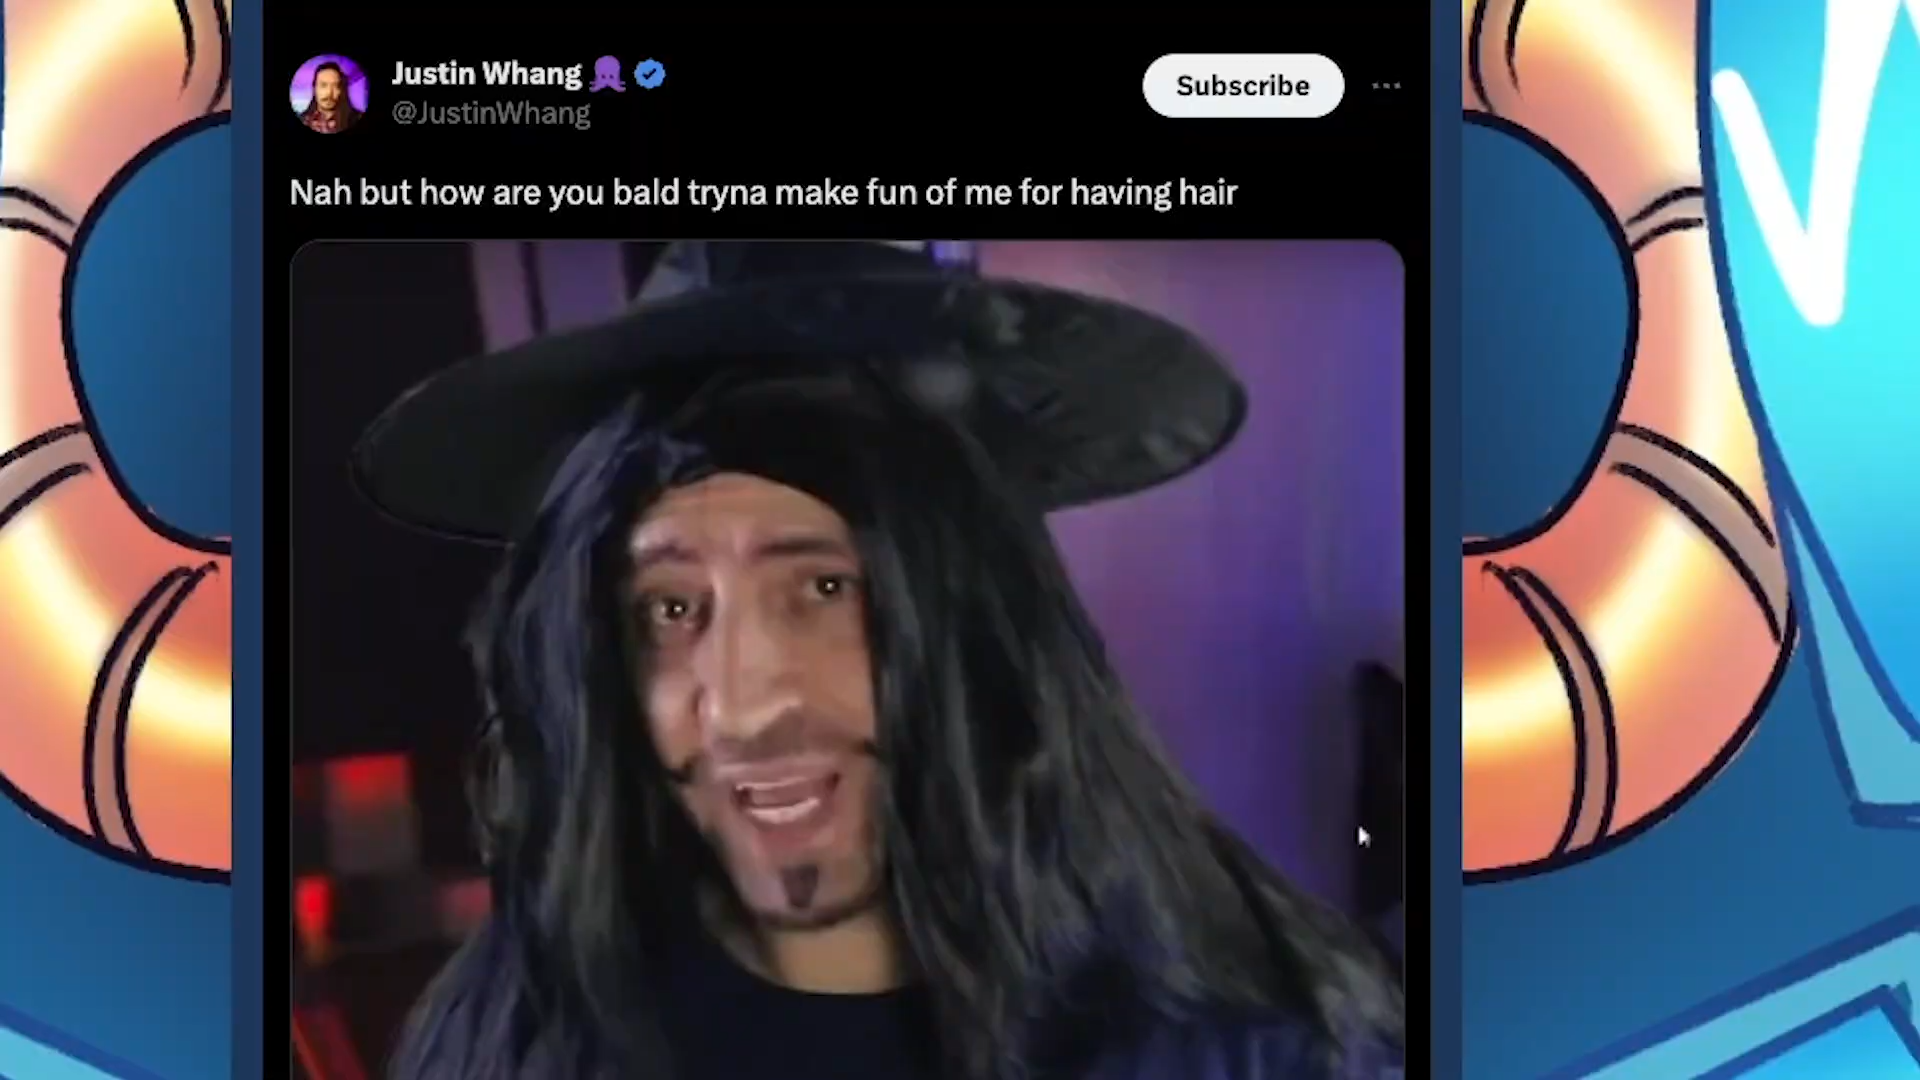 Justin Whang
@JustinWhang
Subscribe
Nah but how are you bald tryna make fun of me for having hair